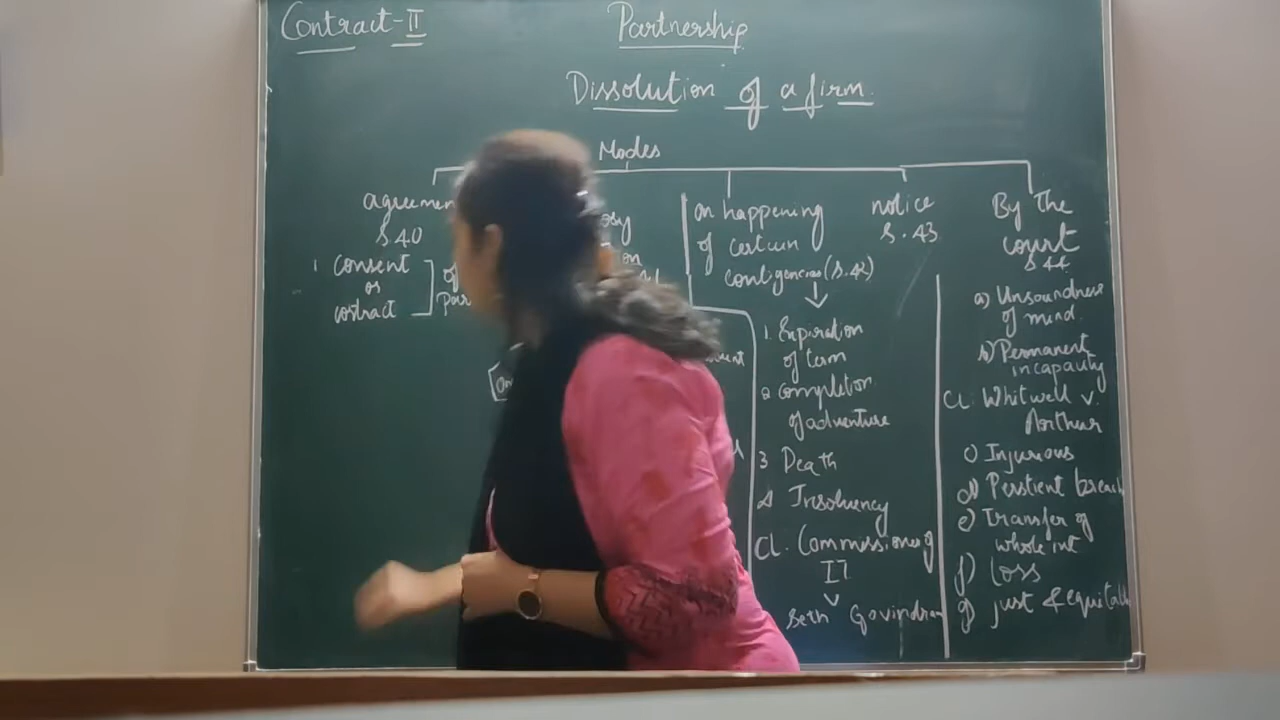 Contract-II
Partnership
Dissolution of a firm.
Modes
agreemen
S.40
1 consent
or
contract
on happening
of certain
contigencies (S.42)
1. Expiration
of term
2 completion
of adventure
3 Death
4 Insolvency
CL. Commissioner of
IT
v
Seth Govindram
notice
S.43
By the
court
S 44
a) Unsoundness
of mind.
b) Permanent
incapacity
CL: Whitwell v.
Arthur
c) Injurious
d) Perstient breach
e) Transfer of
whole int
f) Loss
g) just & equitab